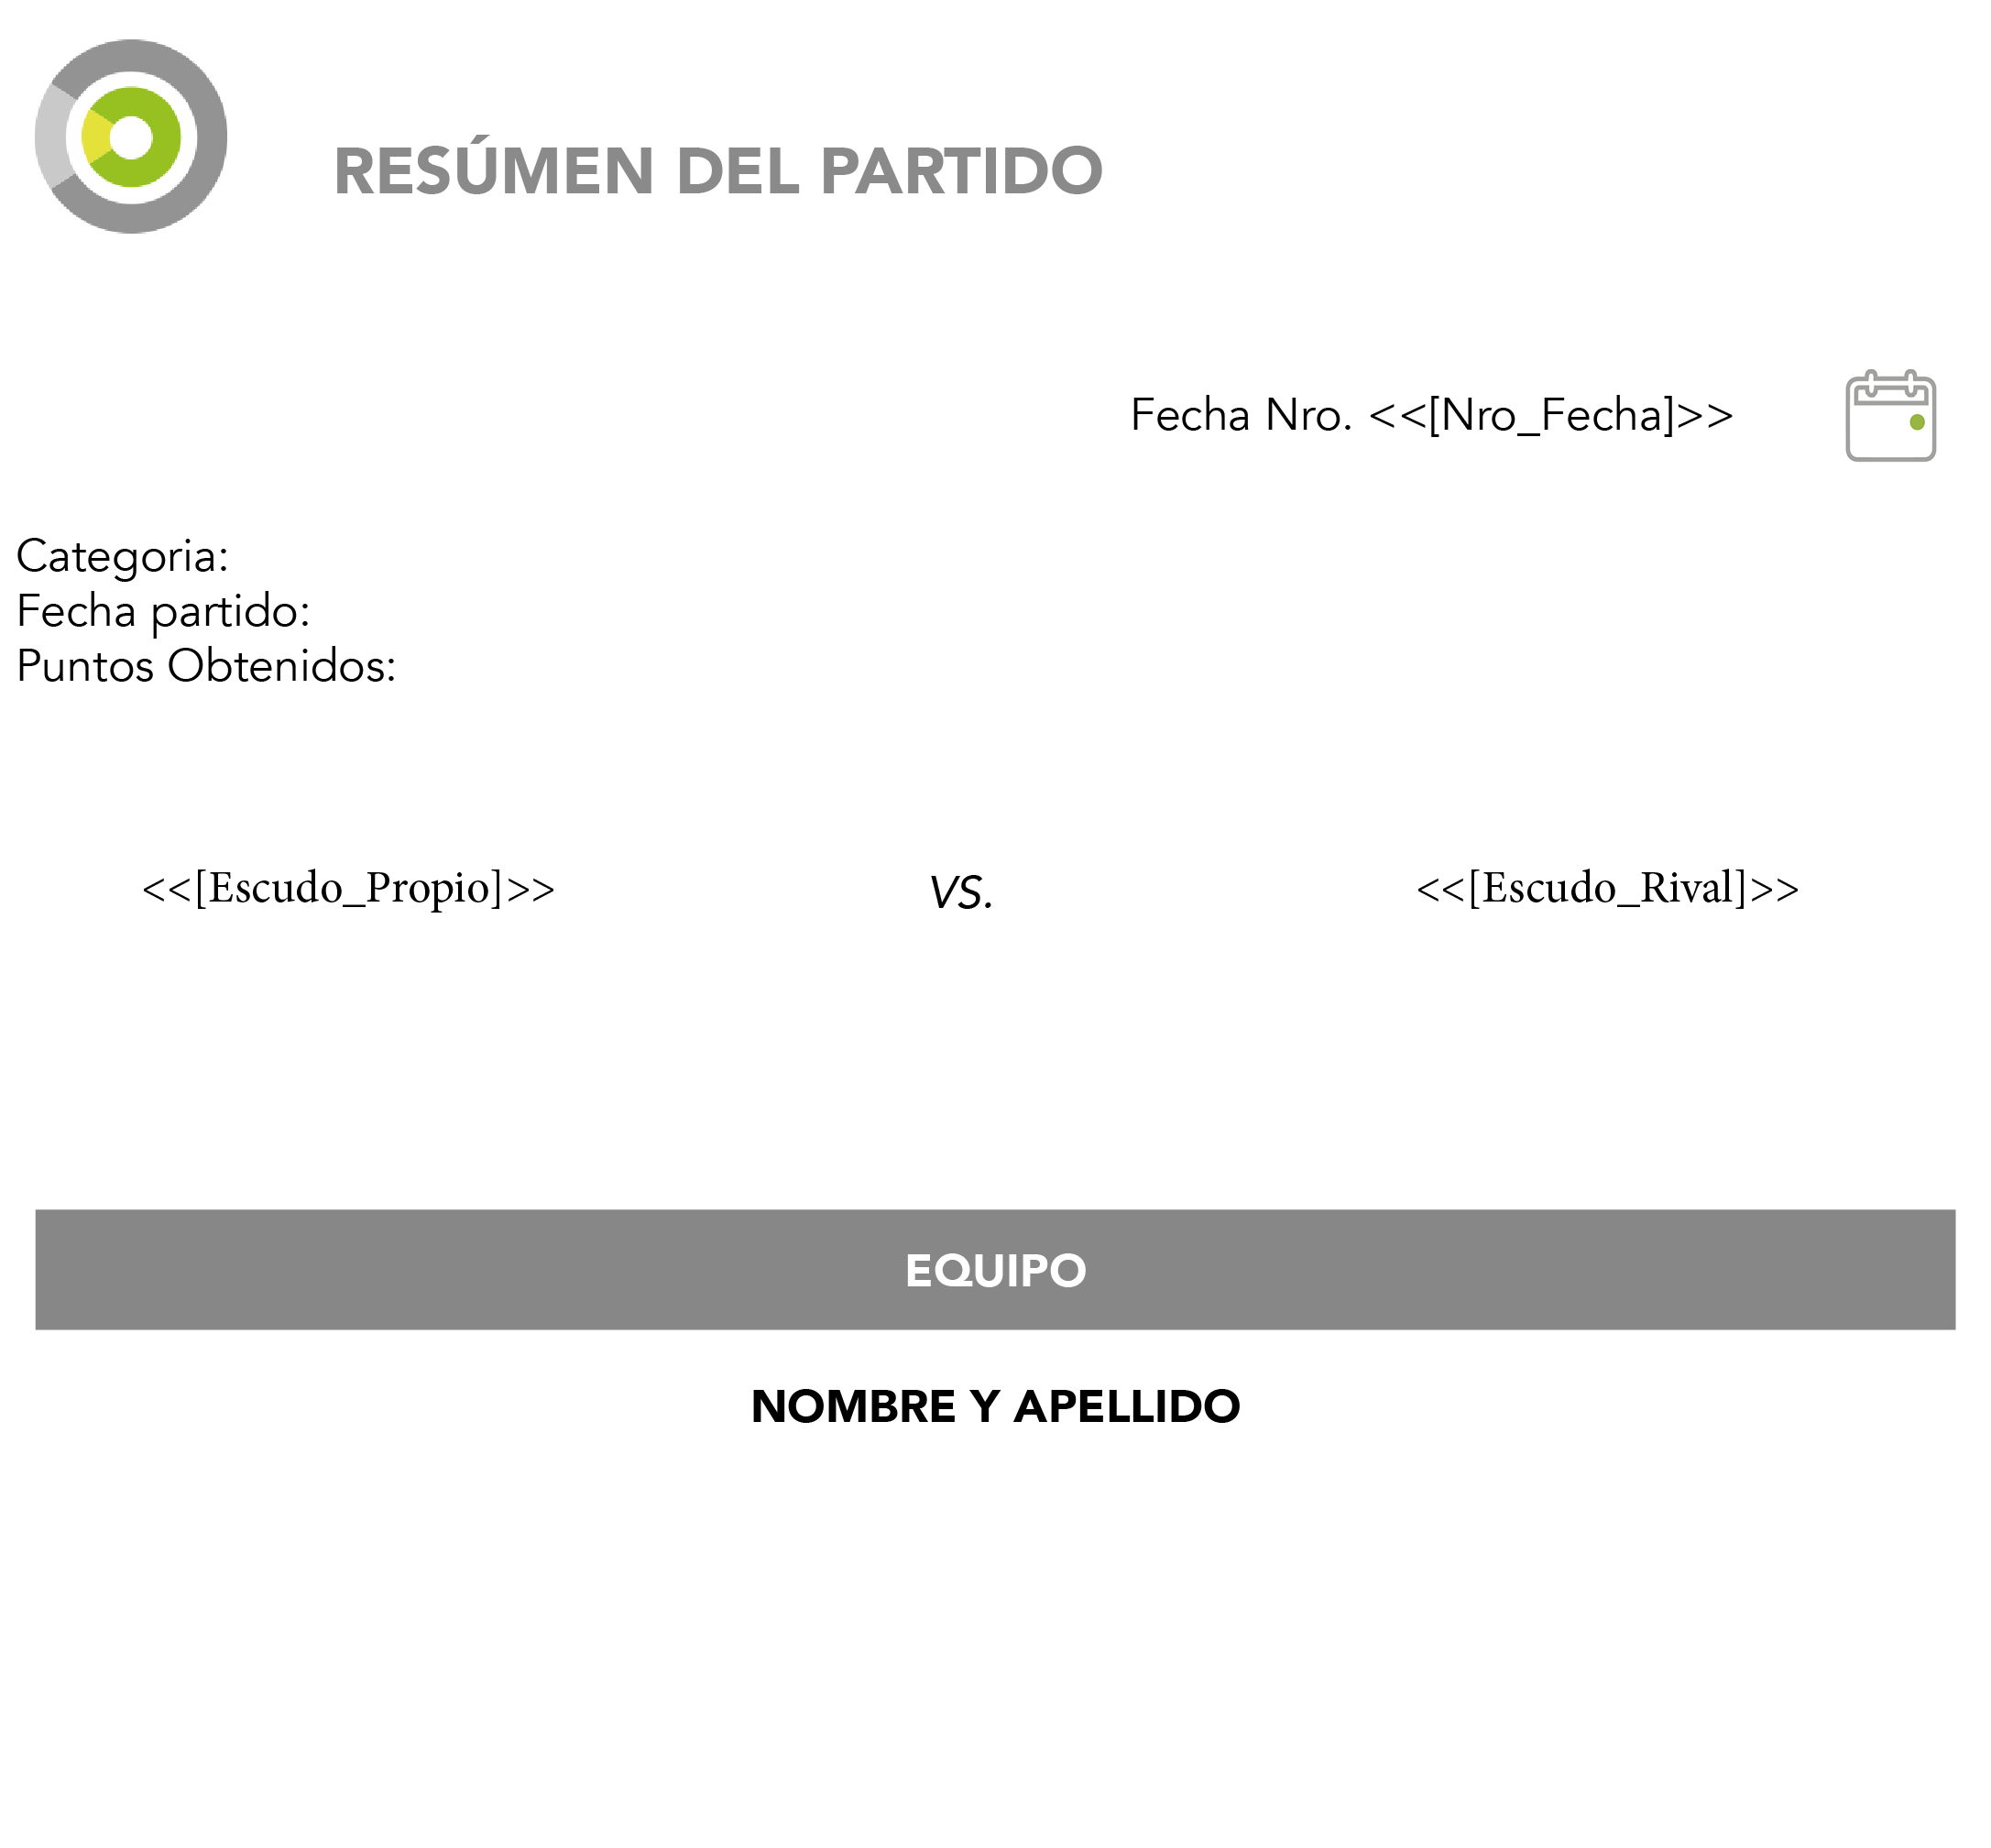 RESÚMEN DEL PARTIDO
Fecha Nro. <<[Nro_Fecha]>>
Categoria:
Fecha partido:
Puntos Obtenidos:
<<[Escudo_Propio]>> VS. <<[Escudo_Rival]>>
EQUIPO
NOMBRE Y APELLIDO